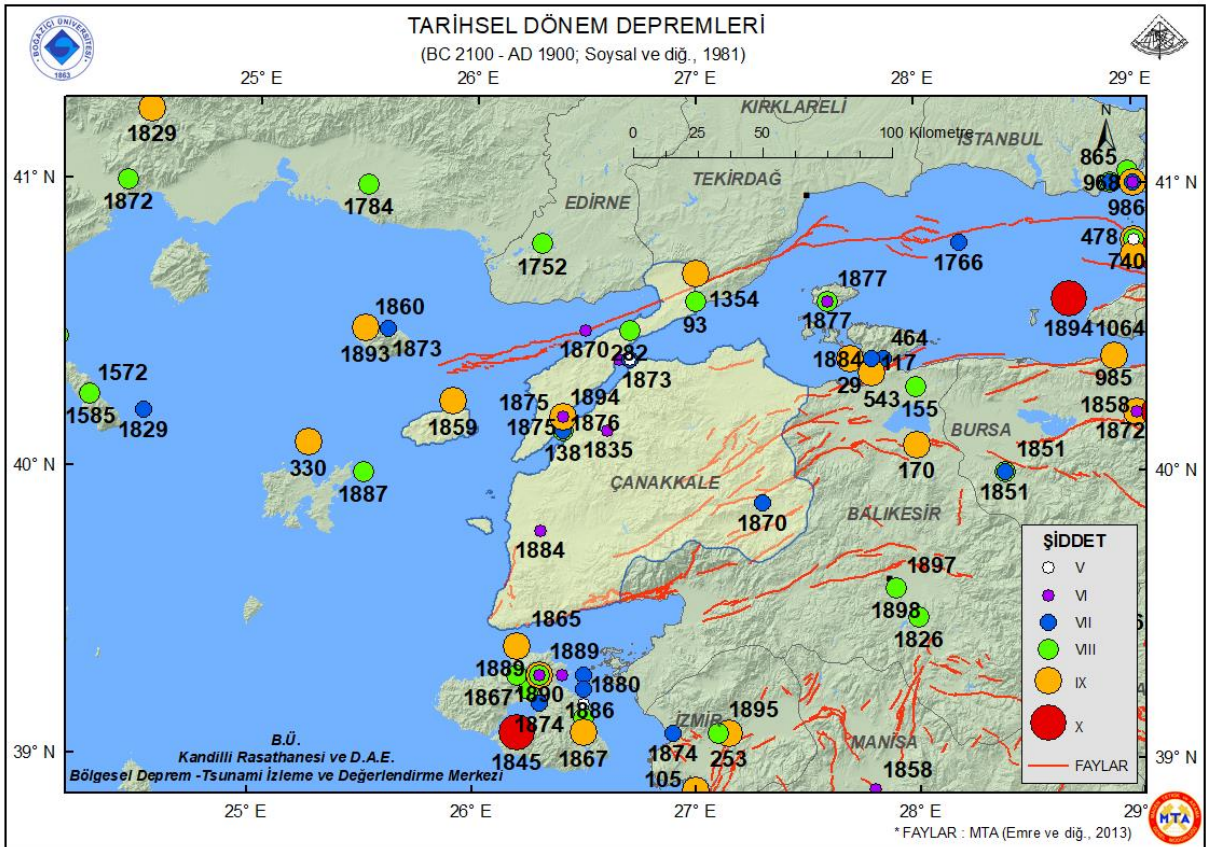 TARİHSEL DÖNEM DEPREMLERİ
(BC 2100 - AD 1900; Soysal ve diğ., 1981)
BOĞAZİÇİ ÜNİVERSİTESİ
1863
25° E 26° E 27° E 28° E 29° E
N
KIRKLARELİ
0 25 50 100 Kilometre
İSTANBUL
1829
865
41° N 1872 1784 EDİRNE TEKİRDAĞ 968 41° N
986
1752 1766 478
740
1860 1877
1893 1873 1870 282 93 1354 1877 1894 1064
464
1873 1884 117
29 543 985
1572 1875 1894 155 1858
1585 1829 1859 1875 1876 1872
138 1835 BURSA
40° N 330 170 1851 40° N
1887 ÇANAKKALE 1851
1870 BALIKESİR
1884
ŞİDDET
V
VI
VII
VIII
IX
X
FAYLAR
1897
1898
1826
1865
1889 1889
1867 1890 1880
1874 1886
39° N 1845 1867 İZMİR 1895 39° N
1874 253 MANİSA
105 1858
B.Ü.
Kandilli Rasathanesi ve D.A.E.
Bölgesel Deprem -Tsunami İzleme ve Değerlendirme Merkezi
25° E 26° E 27° E 28° E 29°
* FAYLAR : MTA (Emre ve diğ., 2013)
MTA